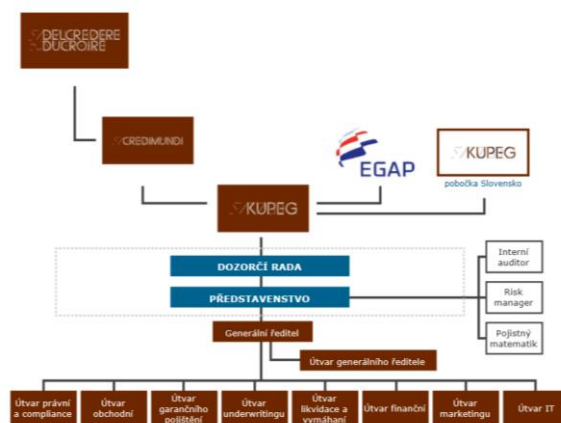 DELCREDERE
DUCROIRE
CREDIMUNDI
EGAP
KUPEG
pobočka Slovensko
KUPEG
DOZORČÍ RADA
PŘEDSTAVENSTVO
Interní
auditor
Risk
manager
Pojistný
matematik
Generální ředitel
Útvar generálního ředitele
Útvar právní
a compliance
Útvar
obchodní
Útvar
garančního
pojištění
Útvar
underwritingu
Útvar
likvidace a
vymáhání
Útvar finanční
Útvar
marketingu
Útvar IT